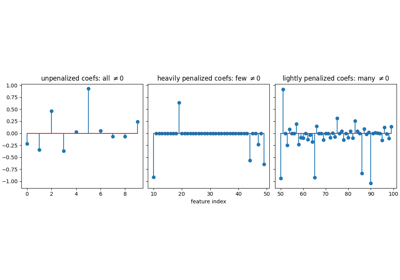 unpenalized coefs: all ≠0
heavily penalized coefs: few ≠0
lightly penalized coefs: many ≠0
1.00
0.75
0.50
0.25
0.00
−0.25
−0.50
−0.75
−1.00
0 2 4 6 8
10 20 30 40 50
50 60 70 80 90 100
feature index